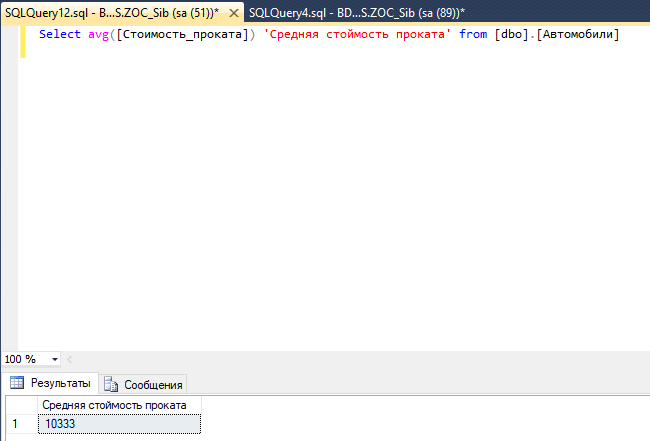 SQLQuery12.sql - B...S.ZOC_Sib (sa (51))* SQLQuery4.sql - BD...S.ZOC_Sib (sa (89))*
Select avg([Стоимость_проката]) 'Средняя стоимость проката' from [dbo].[Автомобили]
100 %
Результаты Сообщения
Средняя стоимость проката
1 10333